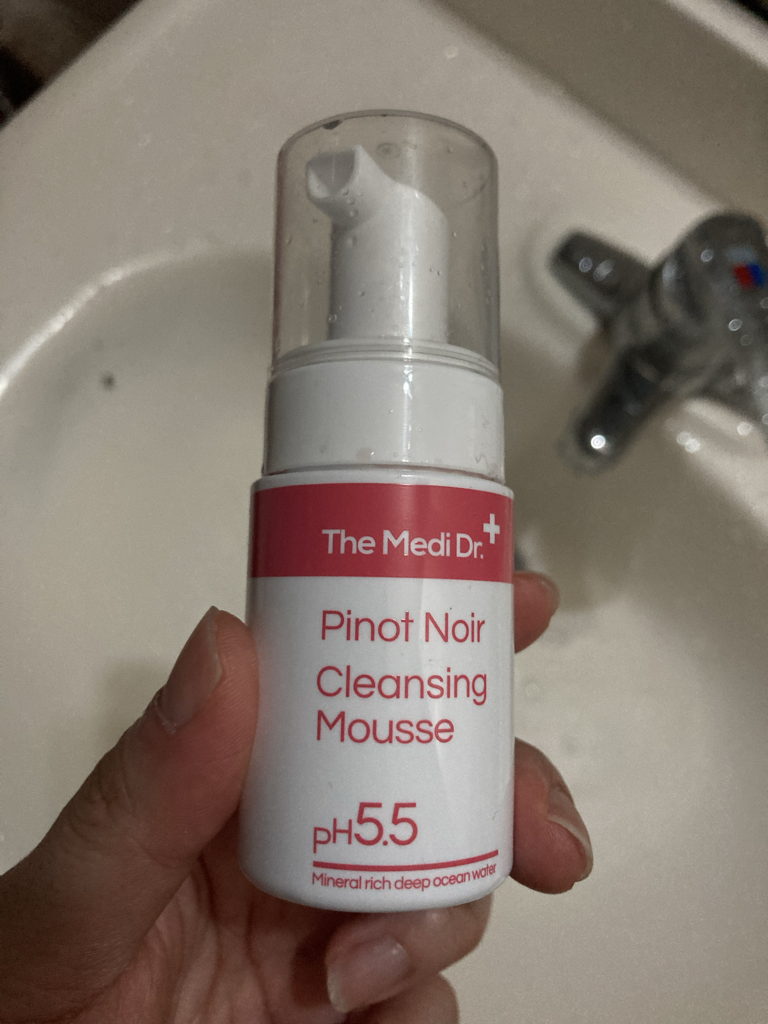 The Medi Dr.+
Pinot Noir
Cleansing
Mousse
pH5.5
Mineral rich deep ocean water